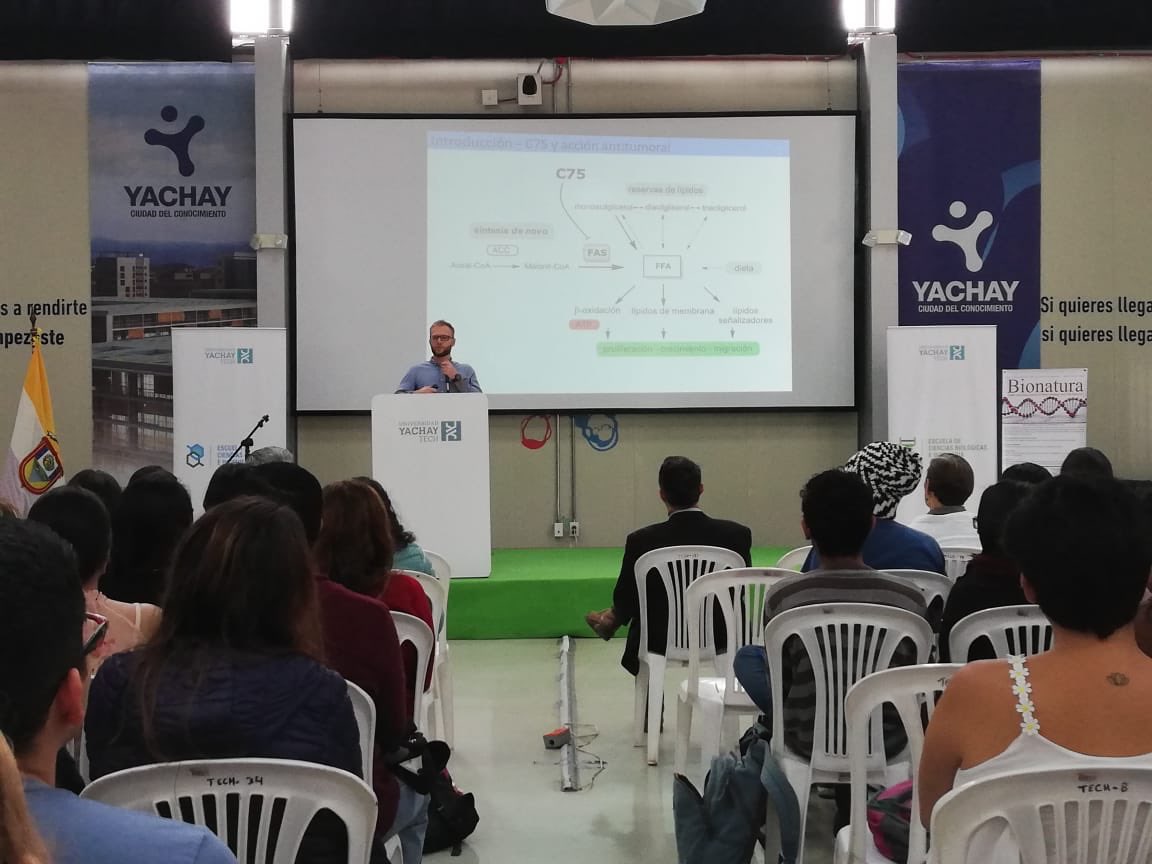 YACHAY
CIUDAD DEL CONOCIMIENTO
s a rendirte
mpezaste
UNIVERSIDAD
YACHAY
TECH
ESCUELA DE
CIENCIAS
Introducción – C75 y acción antitumoral
C75
reservas de lípidos
monoacilglicerol
diacilglicerol
triacilglicerol
síntesis de novo
ACC
FAS
Acetil-CoA
Malonil-CoA
FFA
dieta
β-oxidación
lípidos de membrana
lípidos
señalizadores
ATP
proliferación - crecimiento - migración
UNIVERSIDAD
YACHAY
TECH
YACHAY
CIUDAD DEL CONOCIMIENTO
Si quieres llega
si quieres llega
UNIVERSIDAD
YACHAY
TECH
ESCUELA DE
CIENCIAS BIOLÓGICAS
Bionatura
TECH-34
TECH-8